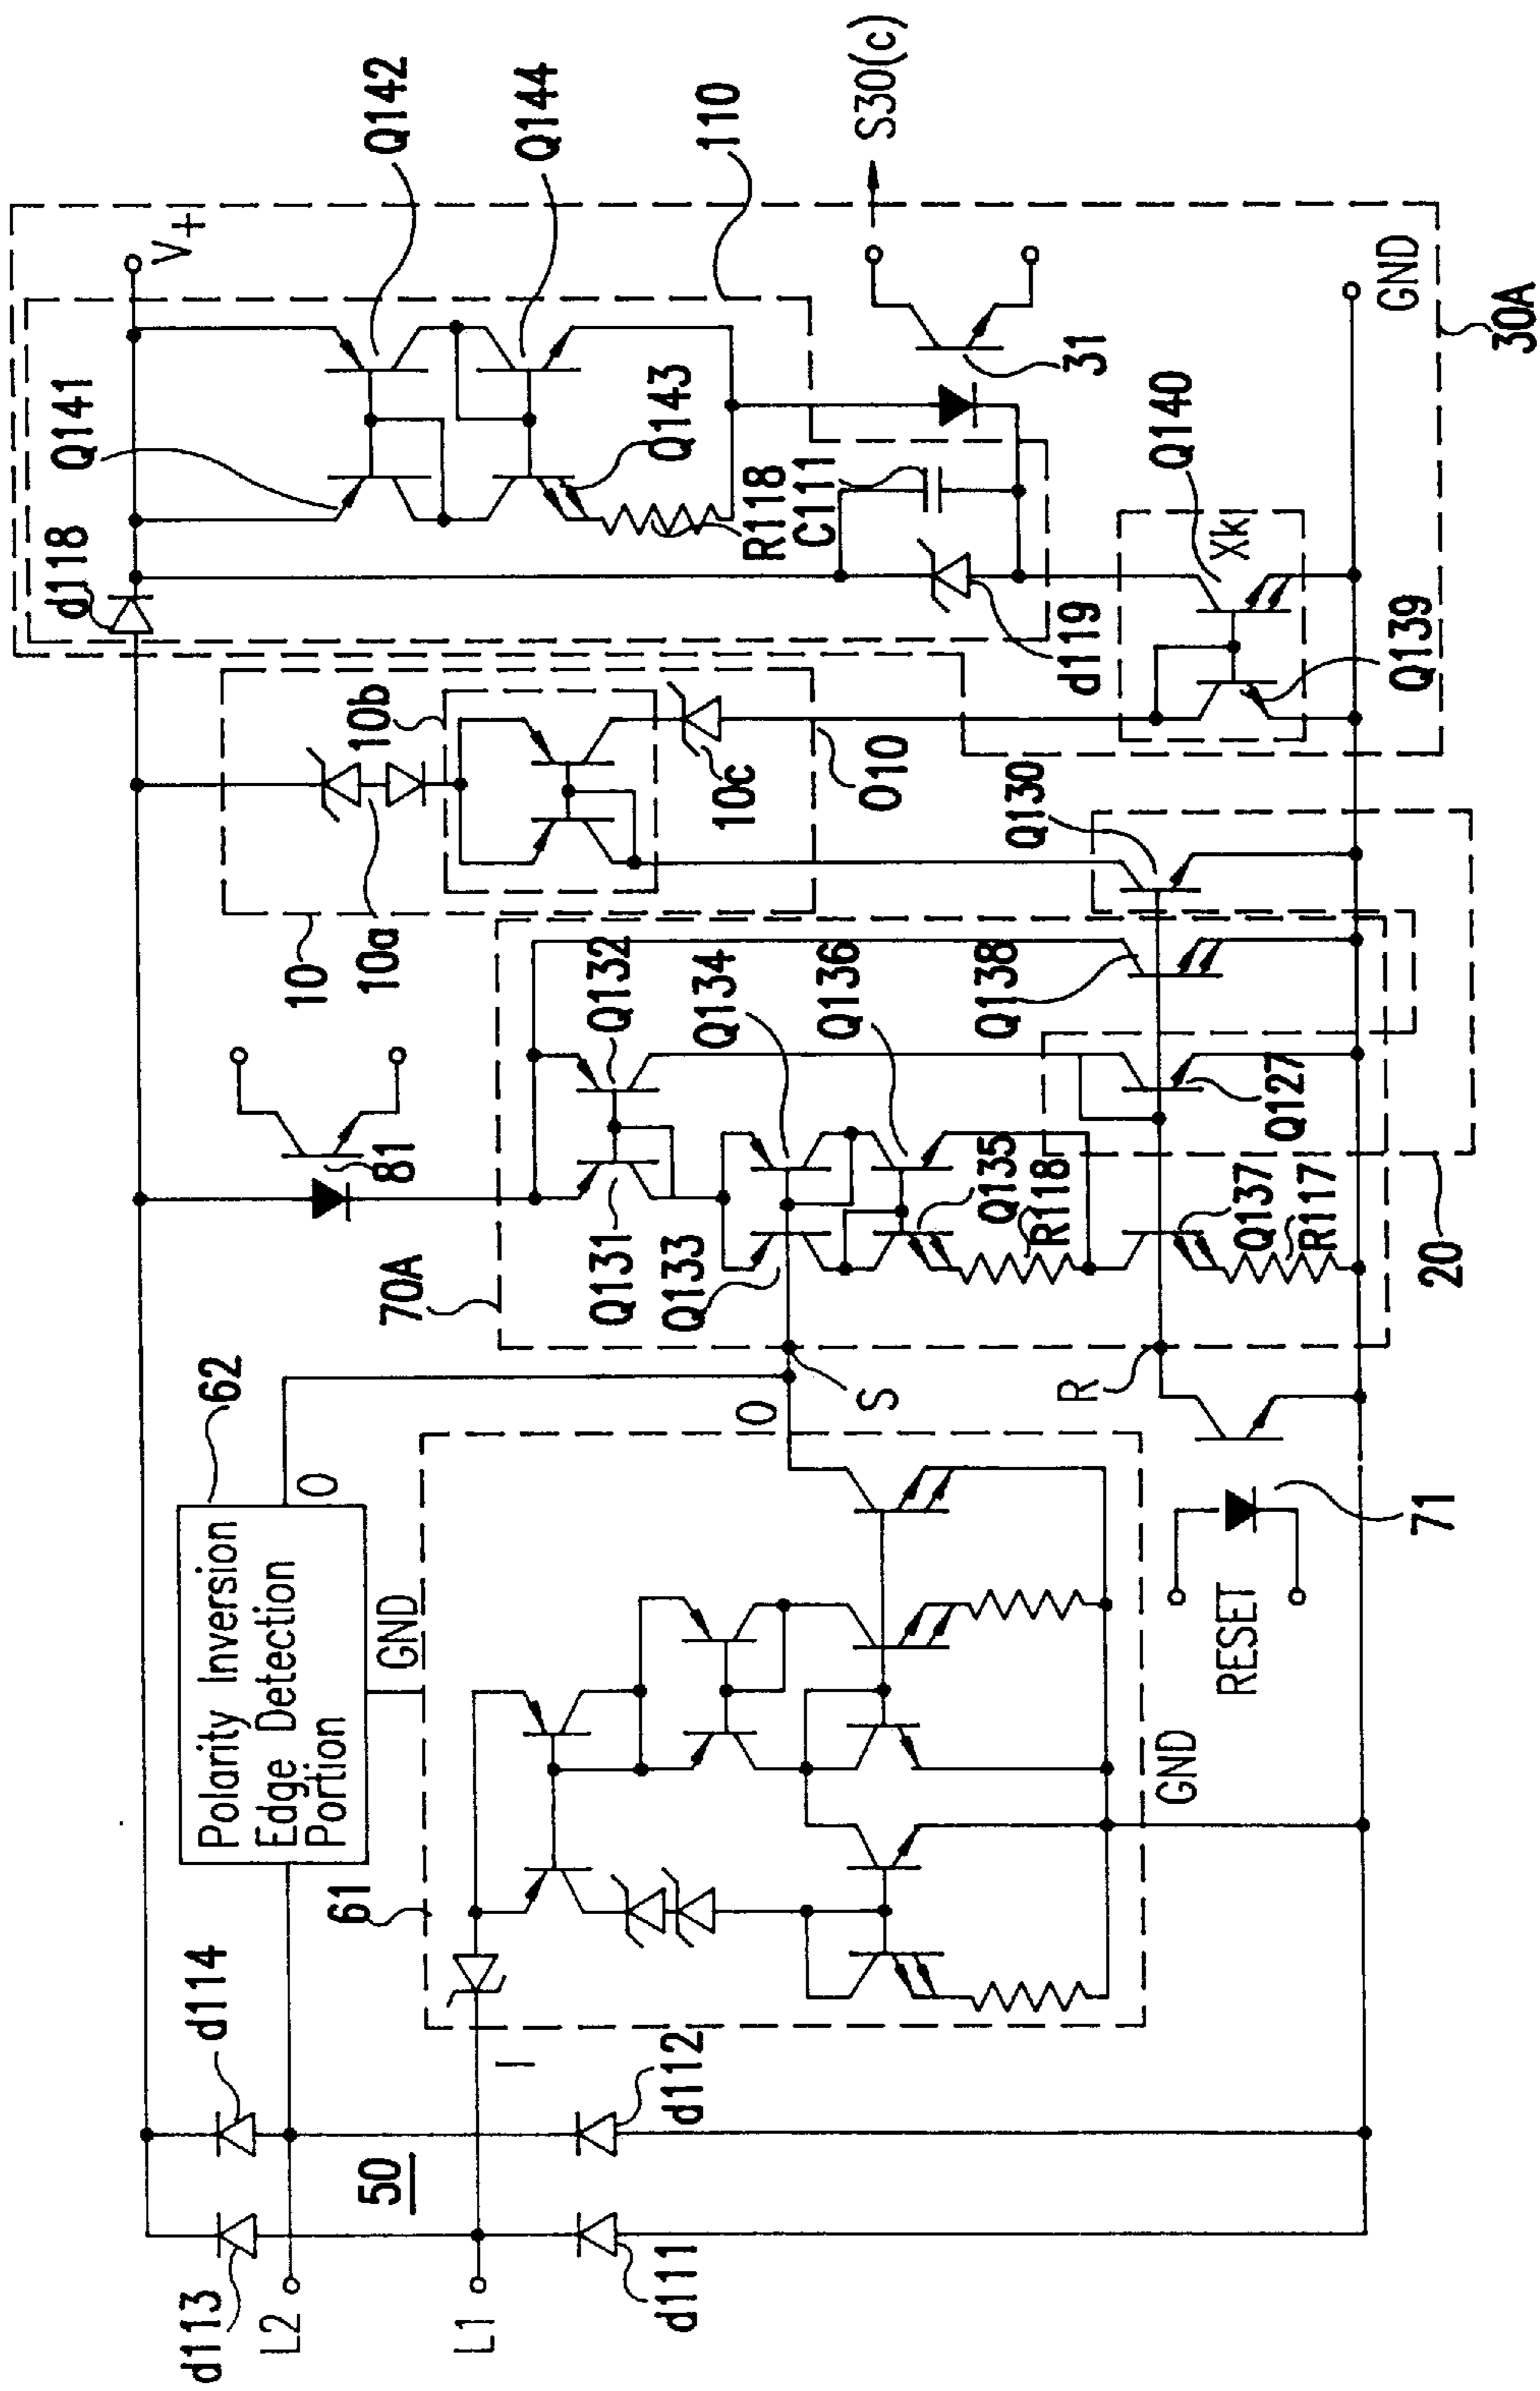 d113
L2
L1
d111
d114
50
d112
Polarity Inversion
Edge Detection
Portion
62
O
GND
61
I
O
S
GND
RESET
71
R
70A
81
Q131
Q133
Q132
Q134
Q136
Q135
R118
Q137
R117
Q138
Q127
20
10
10a
10b
10c
O10
Q130
d118
Q141
V+
Q142
Q144
110
Q143
R118
C111
d119
31
S30(c)
Q140
Xk
Q139
GND
30A